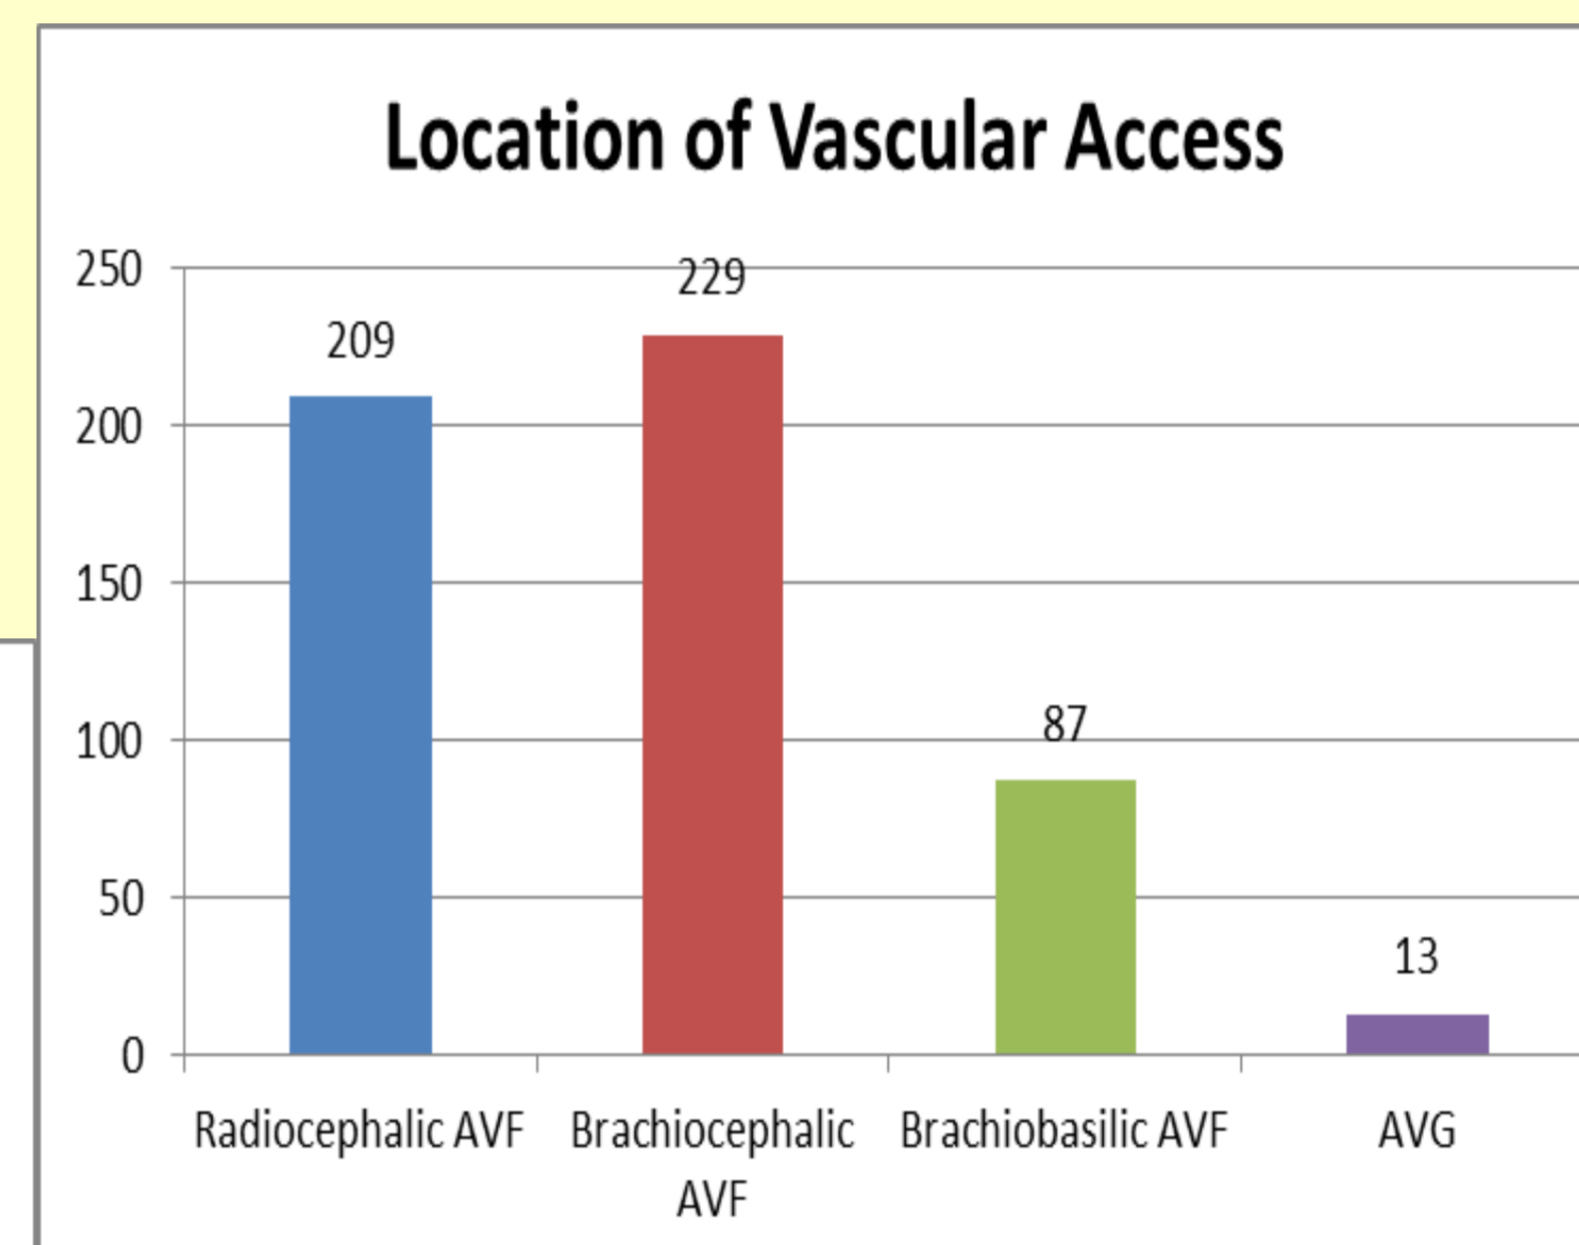 Location of Vascular Access
250
200
150
100
50
0
209
229
87
13
Radiocephalic AVF
Brachiocephalic
AVF
Brachiobasilic AVF
AVG